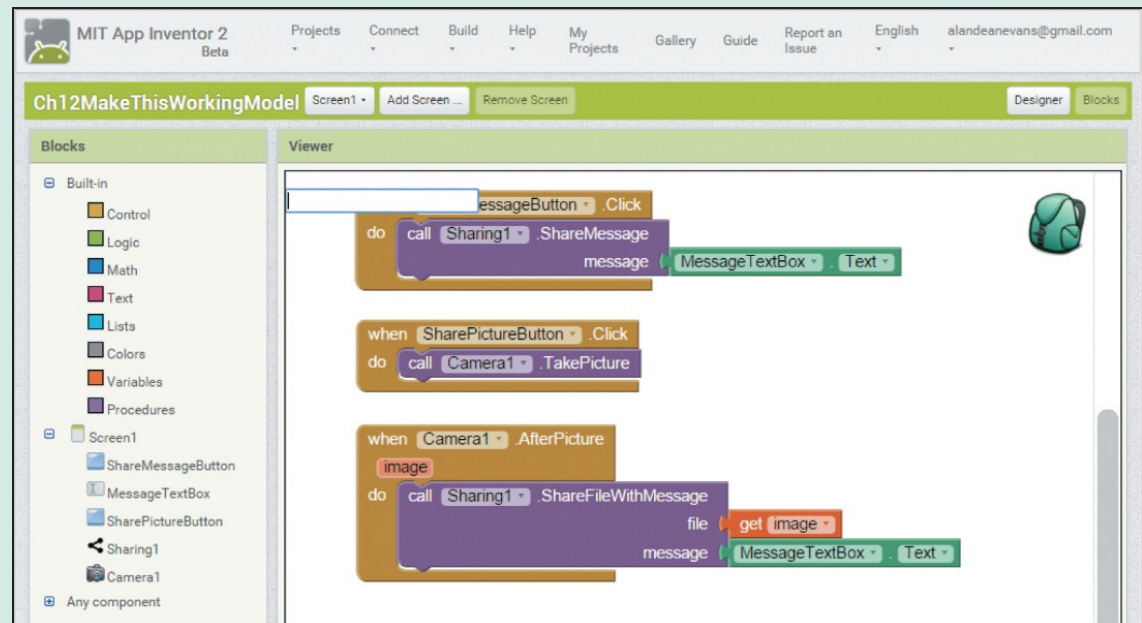 MIT App Inventor 2
Beta
Projects Connect Build Help My Projects Gallery Guide Report an Issue English alandeanevans@gmail.com
Ch12MakeThisWorkingModel Screen1 Add Screen ... Remove Screen Designer Blocks
Blocks
Viewer
Built-in
Control
Logic
Math
Text
Lists
Colors
Variables
Procedures
Screen1
ShareMessageButton
MessageTextBox
SharePictureButton
Sharing1
Camera1
Any component
essageButton .Click
do call Sharing1 .ShareMessage
message MessageTextBox . Text
when SharePictureButton .Click
do call Camera1 .TakePicture
when Camera1 .AfterPicture
image
do call Sharing1 .ShareFileWithMessage
file get image
message MessageTextBox . Text